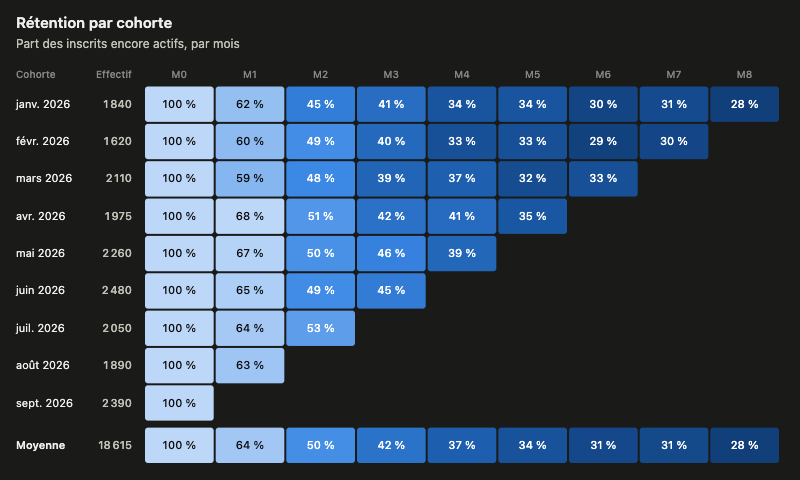 Rétention par cohorte
Part des inscrits encore actifs, par mois
Cohorte Effectif M0 M1 M2 M3 M4 M5 M6 M7 M8
janv. 2026 1 840 100 % 62 % 45 % 41 % 34 % 34 % 30 % 31 % 28 %
févr. 2026 1 620 100 % 60 % 49 % 40 % 33 % 33 % 29 % 30 %
mars 2026 2 110 100 % 59 % 48 % 39 % 37 % 32 % 33 %
avr. 2026 1 975 100 % 68 % 51 % 42 % 41 % 35 %
mai 2026 2 260 100 % 67 % 50 % 46 % 39 %
juin 2026 2 480 100 % 65 % 49 % 45 %
juil. 2026 2 050 100 % 64 % 53 %
août 2026 1 890 100 % 63 %
sept. 2026 2 390 100 %
Moyenne 18 615 100 % 64 % 50 % 42 % 37 % 34 % 31 % 31 % 28 %